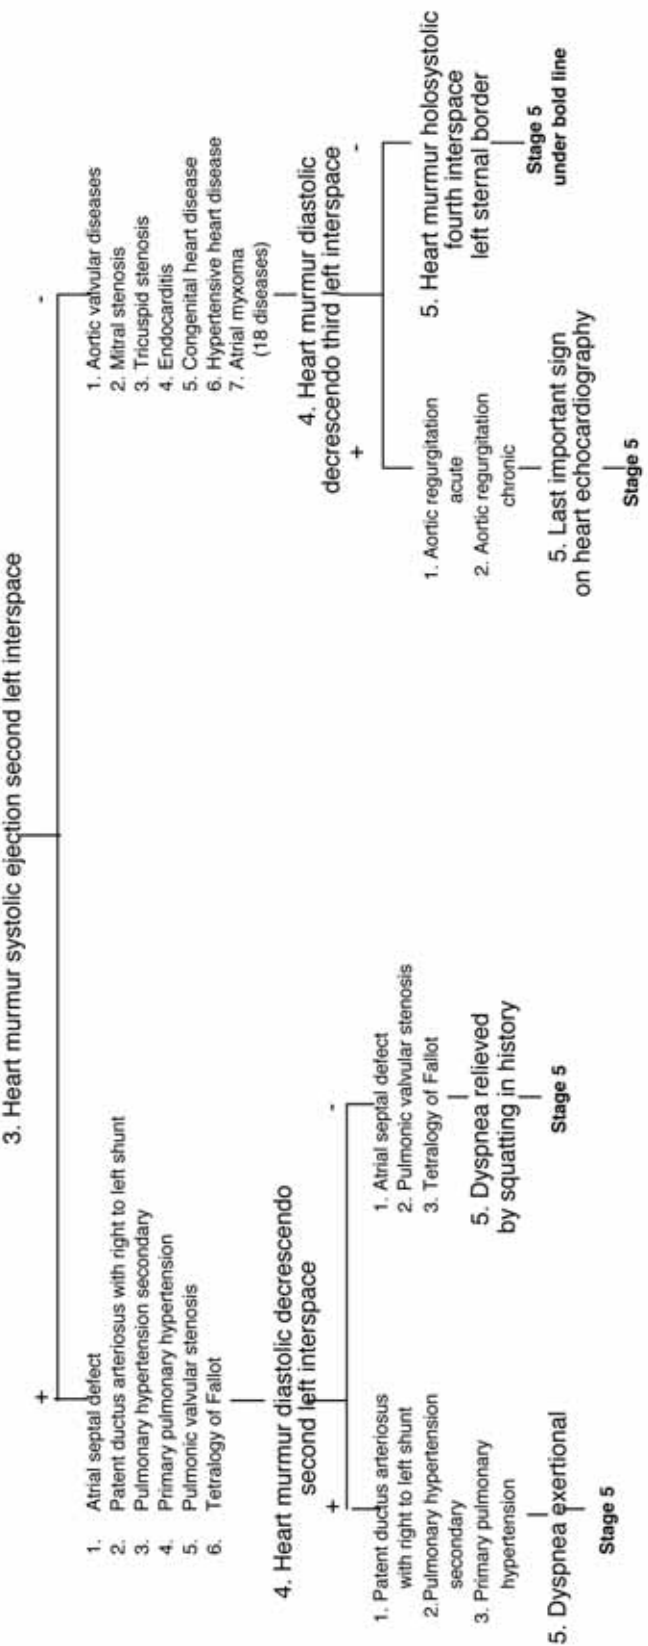 3. Heart murmur systolic ejection second left interspace
+
-
1. Atrial septal defect
2. Patent ductus arteriosus with right to left shunt
3. Pulmonary hypertension secondary
4. Primary pulmonary hypertension
5. Pulmonic valvular stenosis
6. Tetralogy of Fallot
4. Heart murmur diastolic decrescendo
second left interspace
+
-
1. Patent ductus arteriosus
with right to left shunt
2.Pulmonary hypertension
secondary
3. Primary pulmonary
hypertension
5. Dyspnea exertional
Stage 5
1. Atrial septal defect
2. Pulmonic valvular stenosis
3. Tetralogy of Fallot
5. Dyspnea relieved
by squatting in history
Stage 5
1. Aortic valvular diseases
2. Mitral stenosis
3. Tricuspid stenosis
4. Endocarditis
5. Congenital heart disease
6. Hypertensive heart disease
7. Atrial myxoma
(18 diseases)
4. Heart murmur diastolic
decrescendo third left interspace
+
-
1. Aortic regurgitation
acute
2. Aortic regurgitation
chronic
5. Last important sign
on heart echocardiography
Stage 5
5. Heart murmur holosystolic
fourth interspace
left sternal border
Stage 5
under bold line